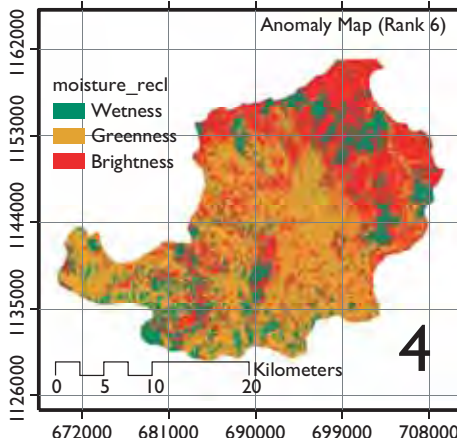 Anomaly Map (Rank 6)
moisture_recl
Wetness
Greenness
Brightness
1162000
1153000
1144000
1135000
1126000
4
Kilometers
0 5 10 20
672000 681000 690000 699000 708000